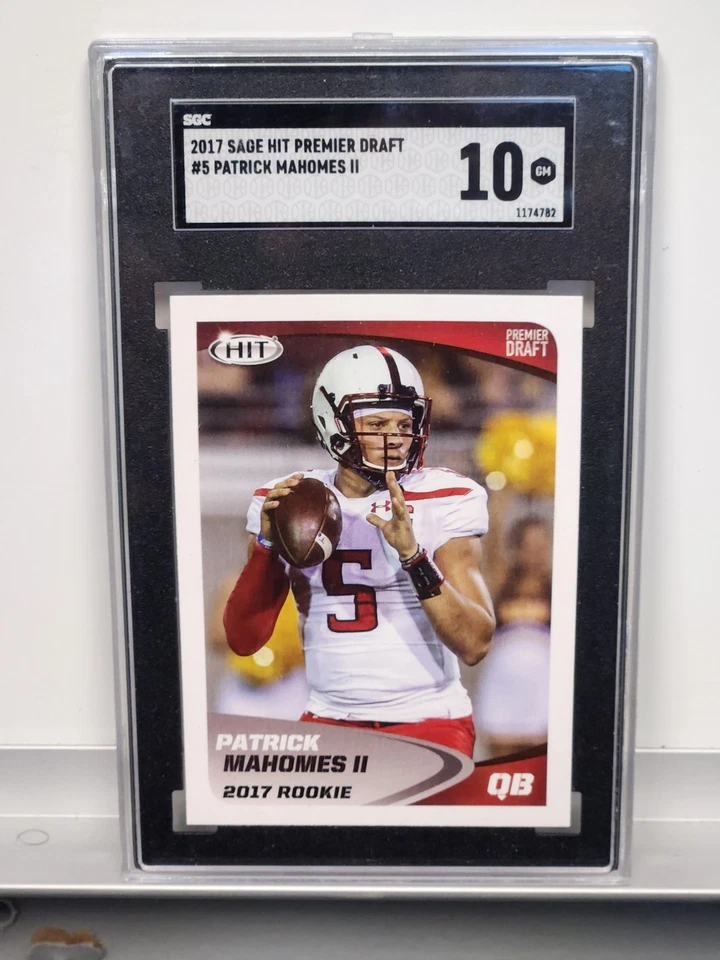 SGC
2017 SAGE HIT PREMIER DRAFT
#5 PATRICK MAHOMES II
10 GM
1174782
HIT
PREMIER
DRAFT
5
PATRICK
MAHOMES II
2017 ROOKIE
QB